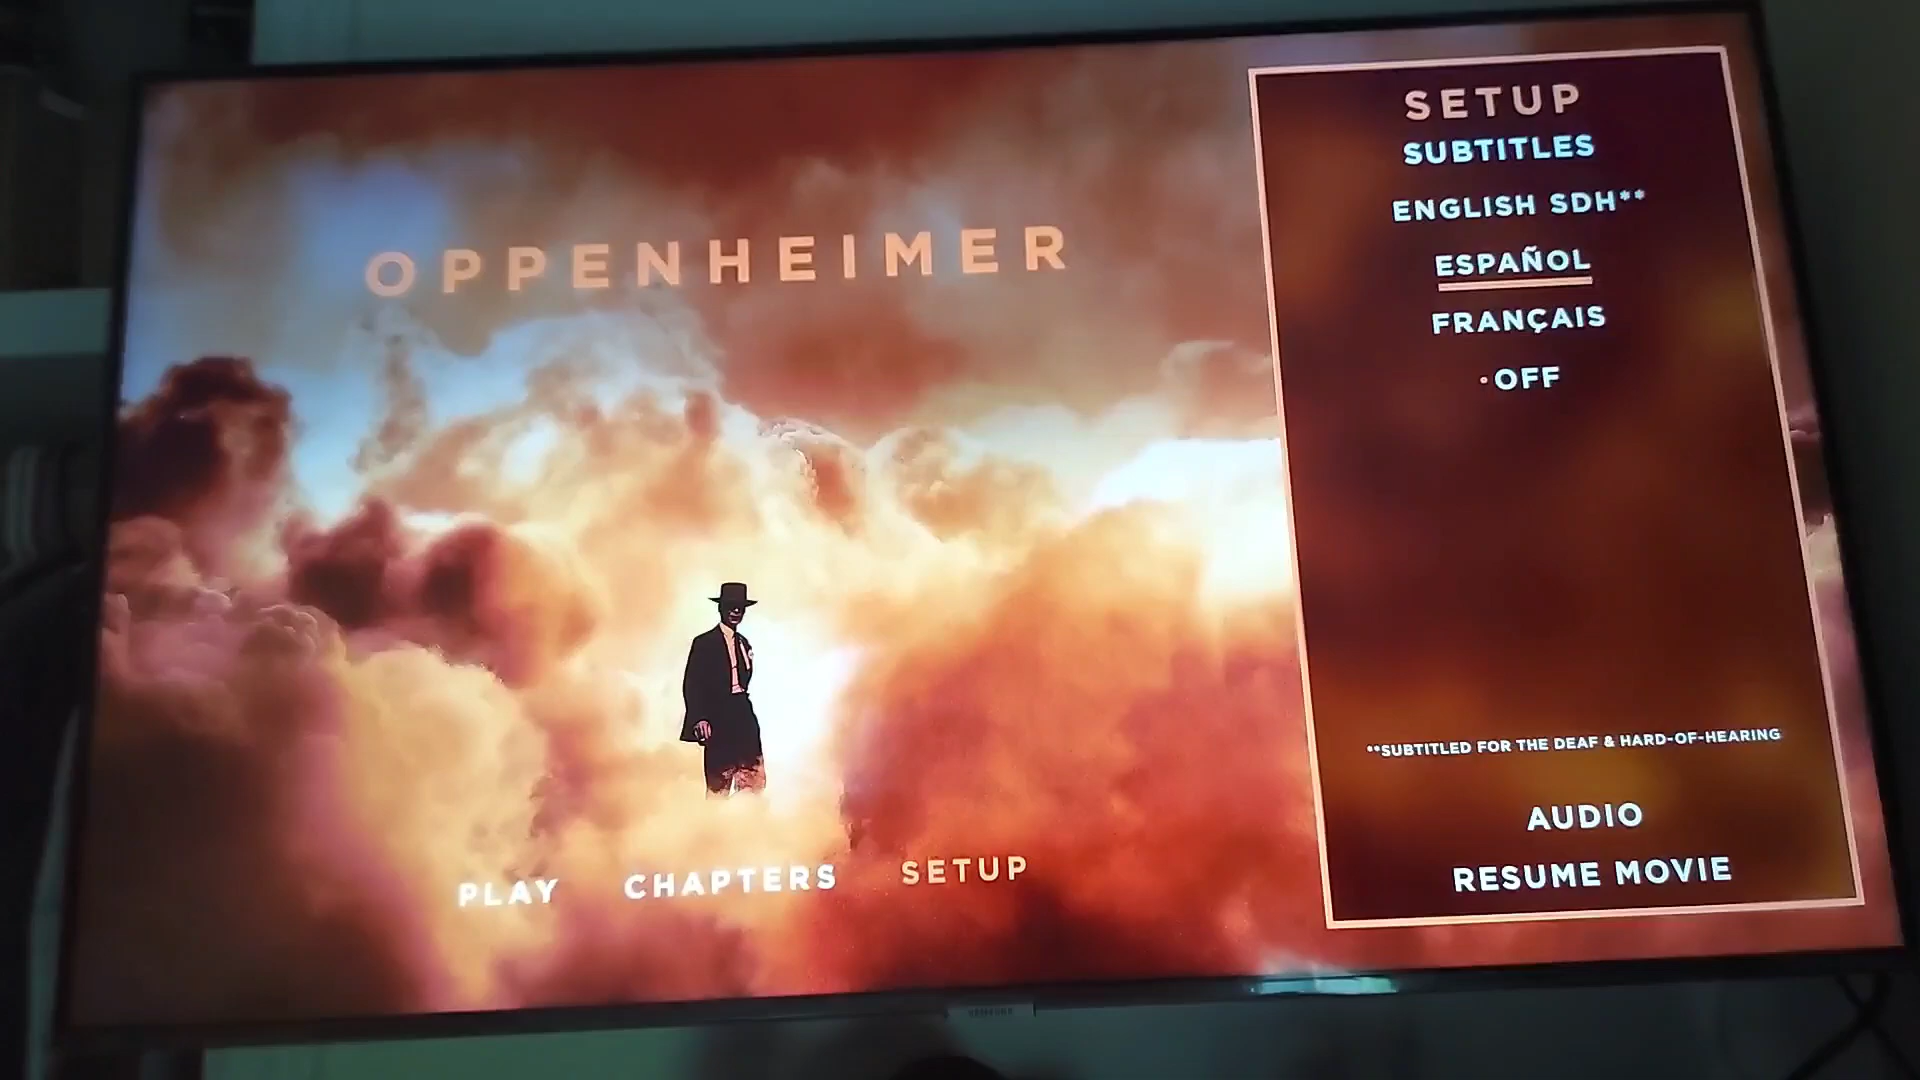 OPPENHEIMER
PLAY CHAPTERS SETUP
SETUP
SUBTITLES
ENGLISH SDH**
ESPAÑOL
FRANÇAIS
·OFF
**SUBTITLED FOR THE DEAF & HARD-OF-HEARING
AUDIO
RESUME MOVIE